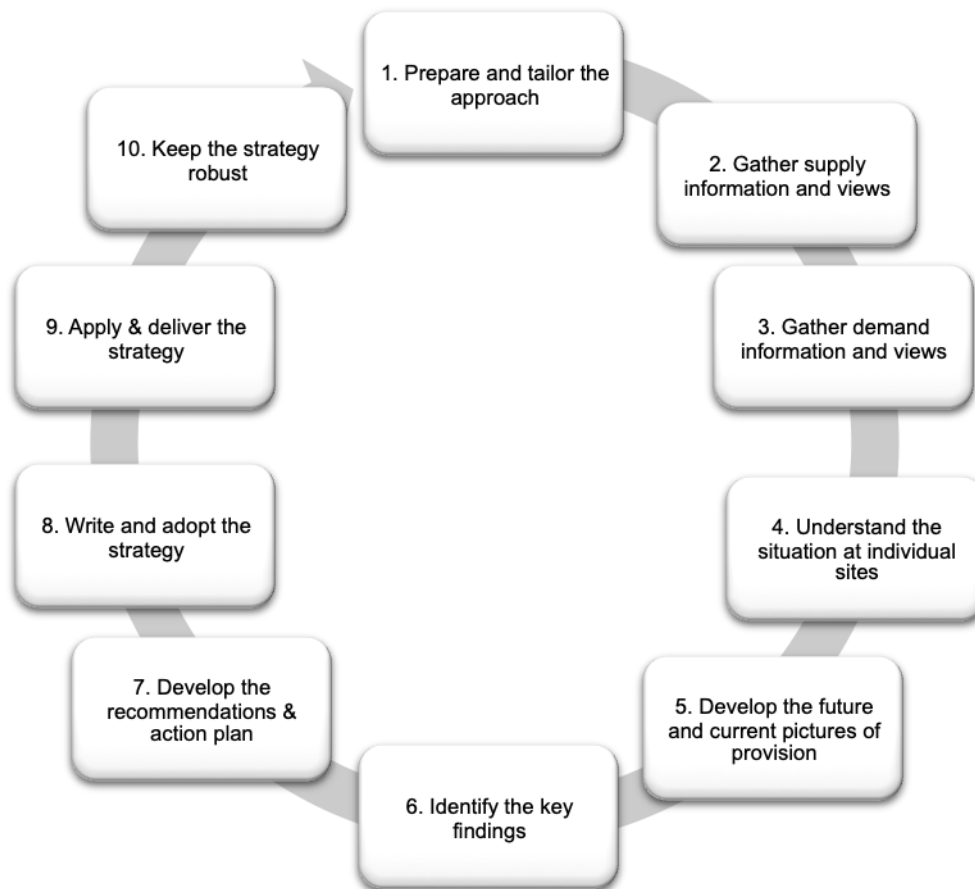 1. Prepare and tailor the
approach
2. Gather supply
information and views
3. Gather demand
information and views
4. Understand the
situation at individual
sites
5. Develop the future
and current pictures of
provision
6. Identify the key
findings
7. Develop the
recommendations &
action plan
8. Write and adopt the
strategy
9. Apply & deliver the
strategy
10. Keep the strategy
robust